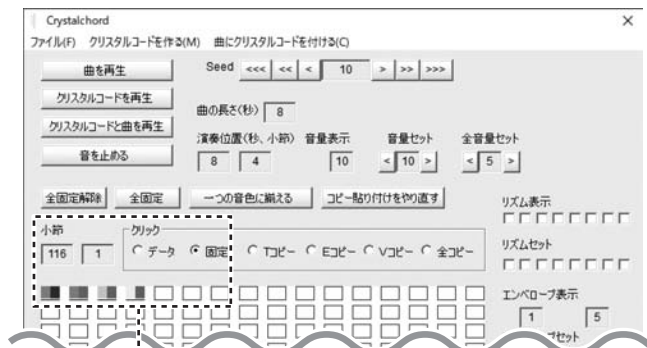 Crystalchord
ファイル(F) クリスタルコードを作る(M) 曲にクリスタルコードを付ける(C)
曲を再生
Seed <<< << < 10 > >> >>>
クリスタルコードを再生
曲の長さ(秒) 8
クリスタルコードと曲を再生
演奏位置(秒、小節) 音量表示 音量セット 全音量セット
音を止める
8 4 10 < 10 > < 5 >
全固定解除 全固定 一つの音色に揃える コピー貼り付けをやり直す
リズム表示
小節 クリック
116 1 データ 固定 Tコピー Eコピー Vコピー 全コピー
リズムセット
エンベロープ表示
1 5